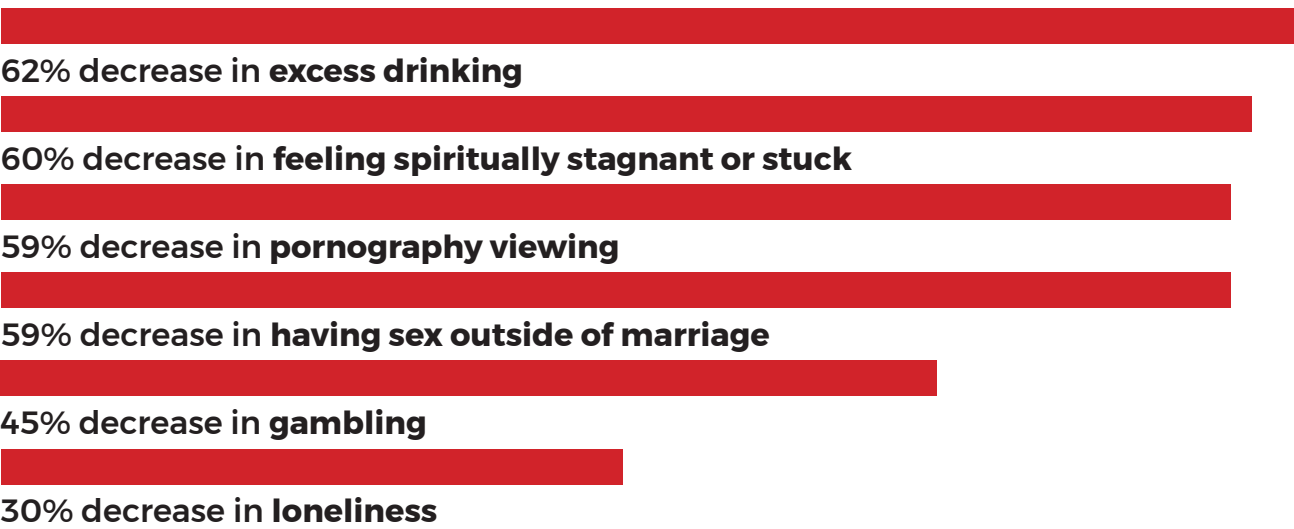 62% decrease in excess drinking
60% decrease in feeling spiritually stagnant or stuck
59% decrease in pornography viewing
59% decrease in having sex outside of marriage
45% decrease in gambling
30% decrease in loneliness